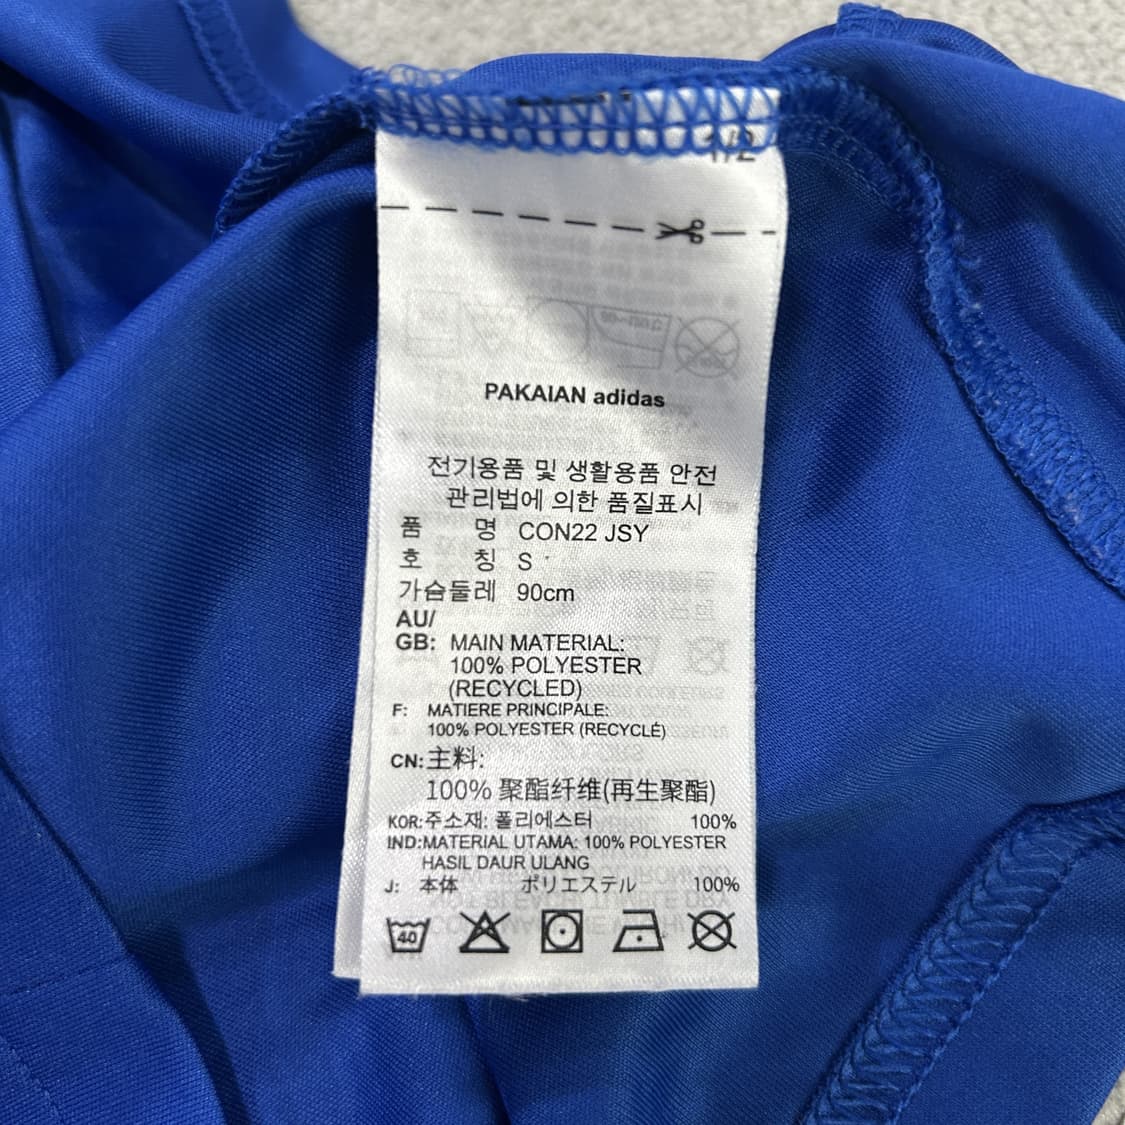 1/2
PAKAIAN adidas
전기용품 및 생활용품 안전
관리법에 의한 품질표시
품 명 CON22 JSY
호 칭 S
가슴둘레 90cm
AU/
GB: MAIN MATERIAL:
100% POLYESTER
(RECYCLED)
F: MATIERE PRINCIPALE:
100% POLYESTER (RECYCLÉ)
CN: 主料:
100% 聚酯纤维(再生聚酯)
KOR: 주소재: 폴리에스터 100%
IND: MATERIAL UTAMA: 100% POLYESTER
HASIL DAUR ULANG
J: 本体 ポリエステル 100%
40